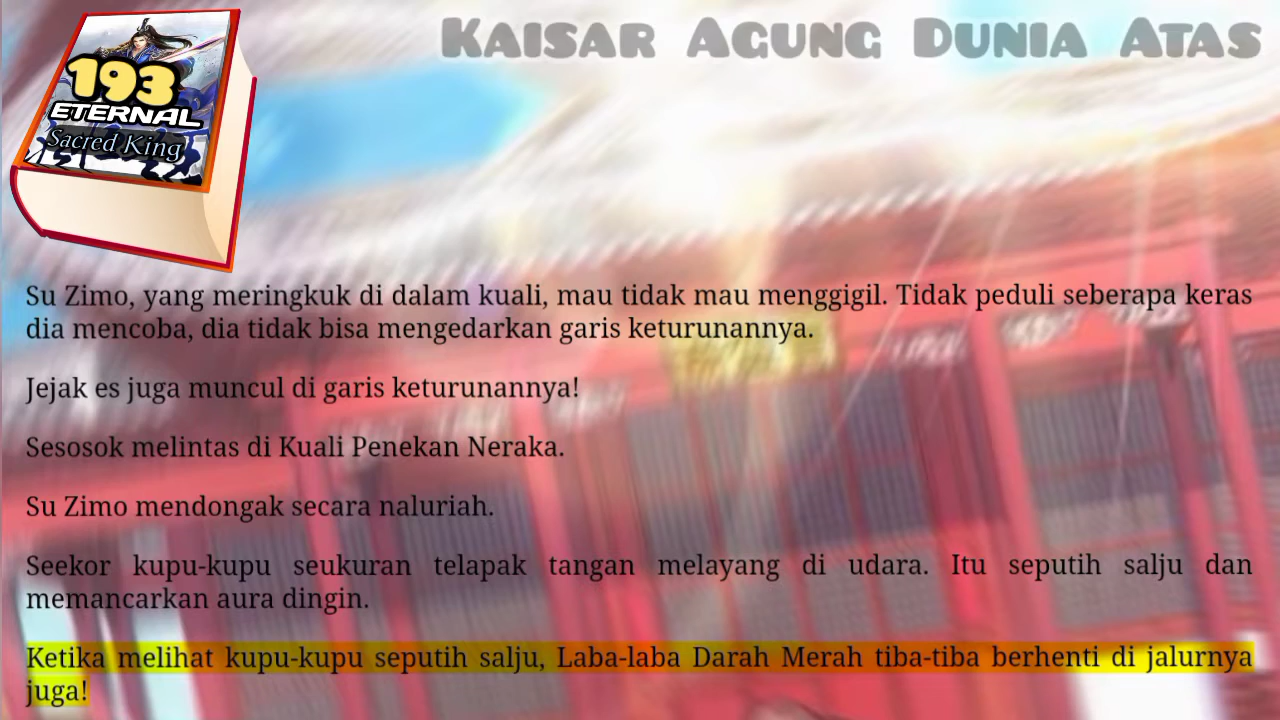 Kaisar Agung Dunia Atas
193
ETERNAL
Sacred King
Su Zimo, yang meringkuk di dalam kuali, mau tidak mau menggigil. Tidak peduli seberapa keras
dia mencoba, dia tidak bisa mengedarkan garis keturunannya.
Jejak es juga muncul di garis keturunannya!
Sesosok melintas di Kuali Penekan Neraka.
Su Zimo mendongak secara naluriah.
Seekor kupu-kupu seukuran telapak tangan melayang di udara. Itu seputih salju dan
memancarkan aura dingin.
Ketika melihat kupu-kupu seputih salju, Laba-laba Darah Merah tiba-tiba berhenti di jalurnya
juga!